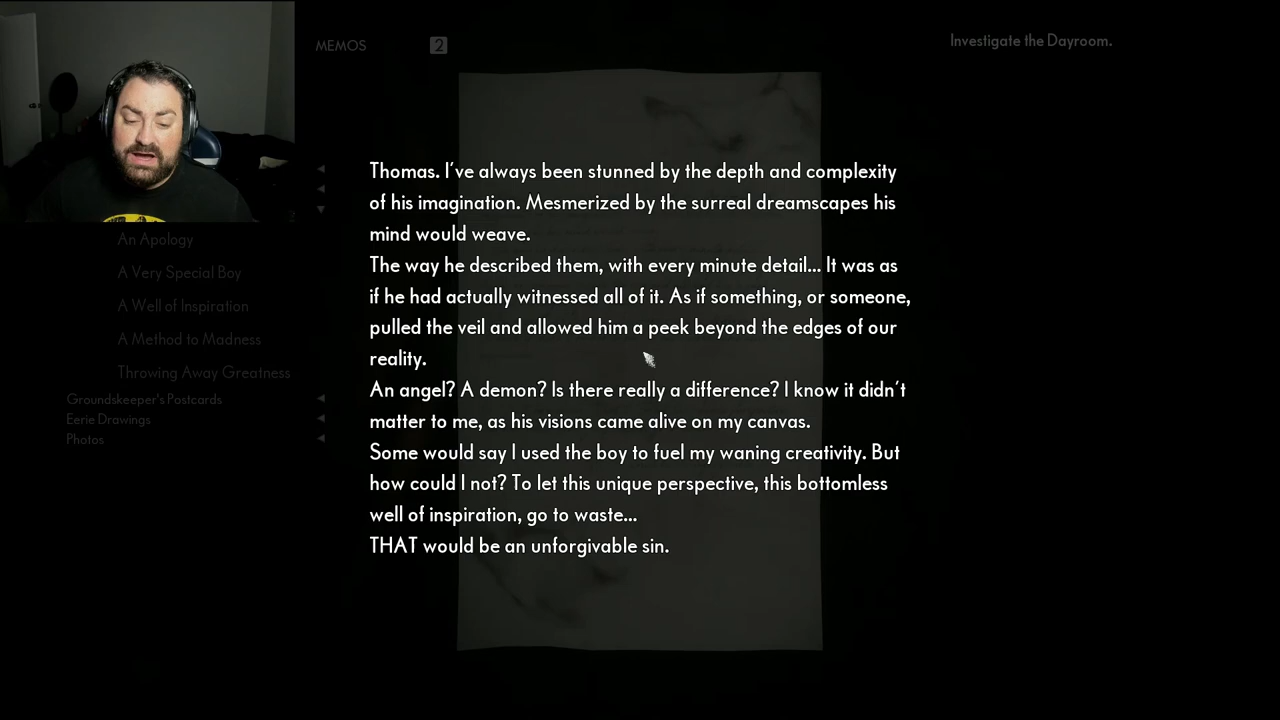 MEMOS 2
Investigate the Dayroom.
Thomas. I've always been stunned by the depth and complexity
of his imagination. Mesmerized by the surreal dreamscapes his
mind would weave.
The way he described them, with every minute detail... It was as
if he had actually witnessed all of it. As if something, or someone,
pulled the veil and allowed him a peek beyond the edges of our
reality.
An angel? A demon? Is there really a difference? I know it didn't
matter to me, as his visions came alive on my canvas.
Some would say I used the boy to fuel my waning creativity. But
how could I not? To let this unique perspective, this bottomless
well of inspiration, go to waste...
THAT would be an unforgivable sin.
An Apology
A Very Special Boy
A Well of Inspiration
A Method to Madness
Throwing Away Greatness
Groundskeeper's Postcards
Eerie Drawings
Photos